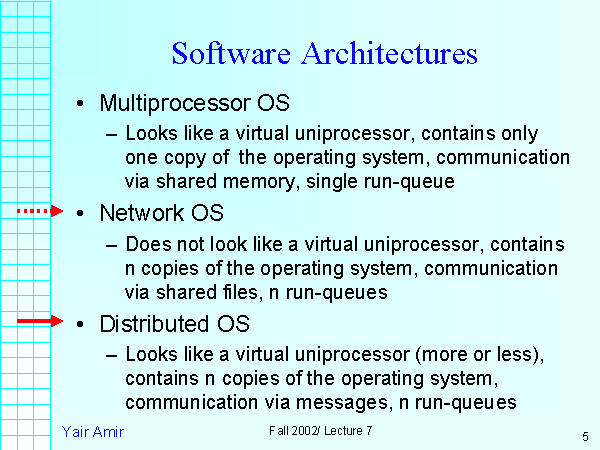 Software Architectures
• Multiprocessor OS
– Looks like a virtual uniprocessor, contains only
one copy of the operating system, communication
via shared memory, single run-queue
• Network OS
– Does not look like a virtual uniprocessor, contains
n copies of the operating system, communication
via shared files, n run-queues
• Distributed OS
– Looks like a virtual uniprocessor (more or less),
contains n copies of the operating system,
communication via messages, n run-queues
Yair Amir
Fall 2002/ Lecture 7
5